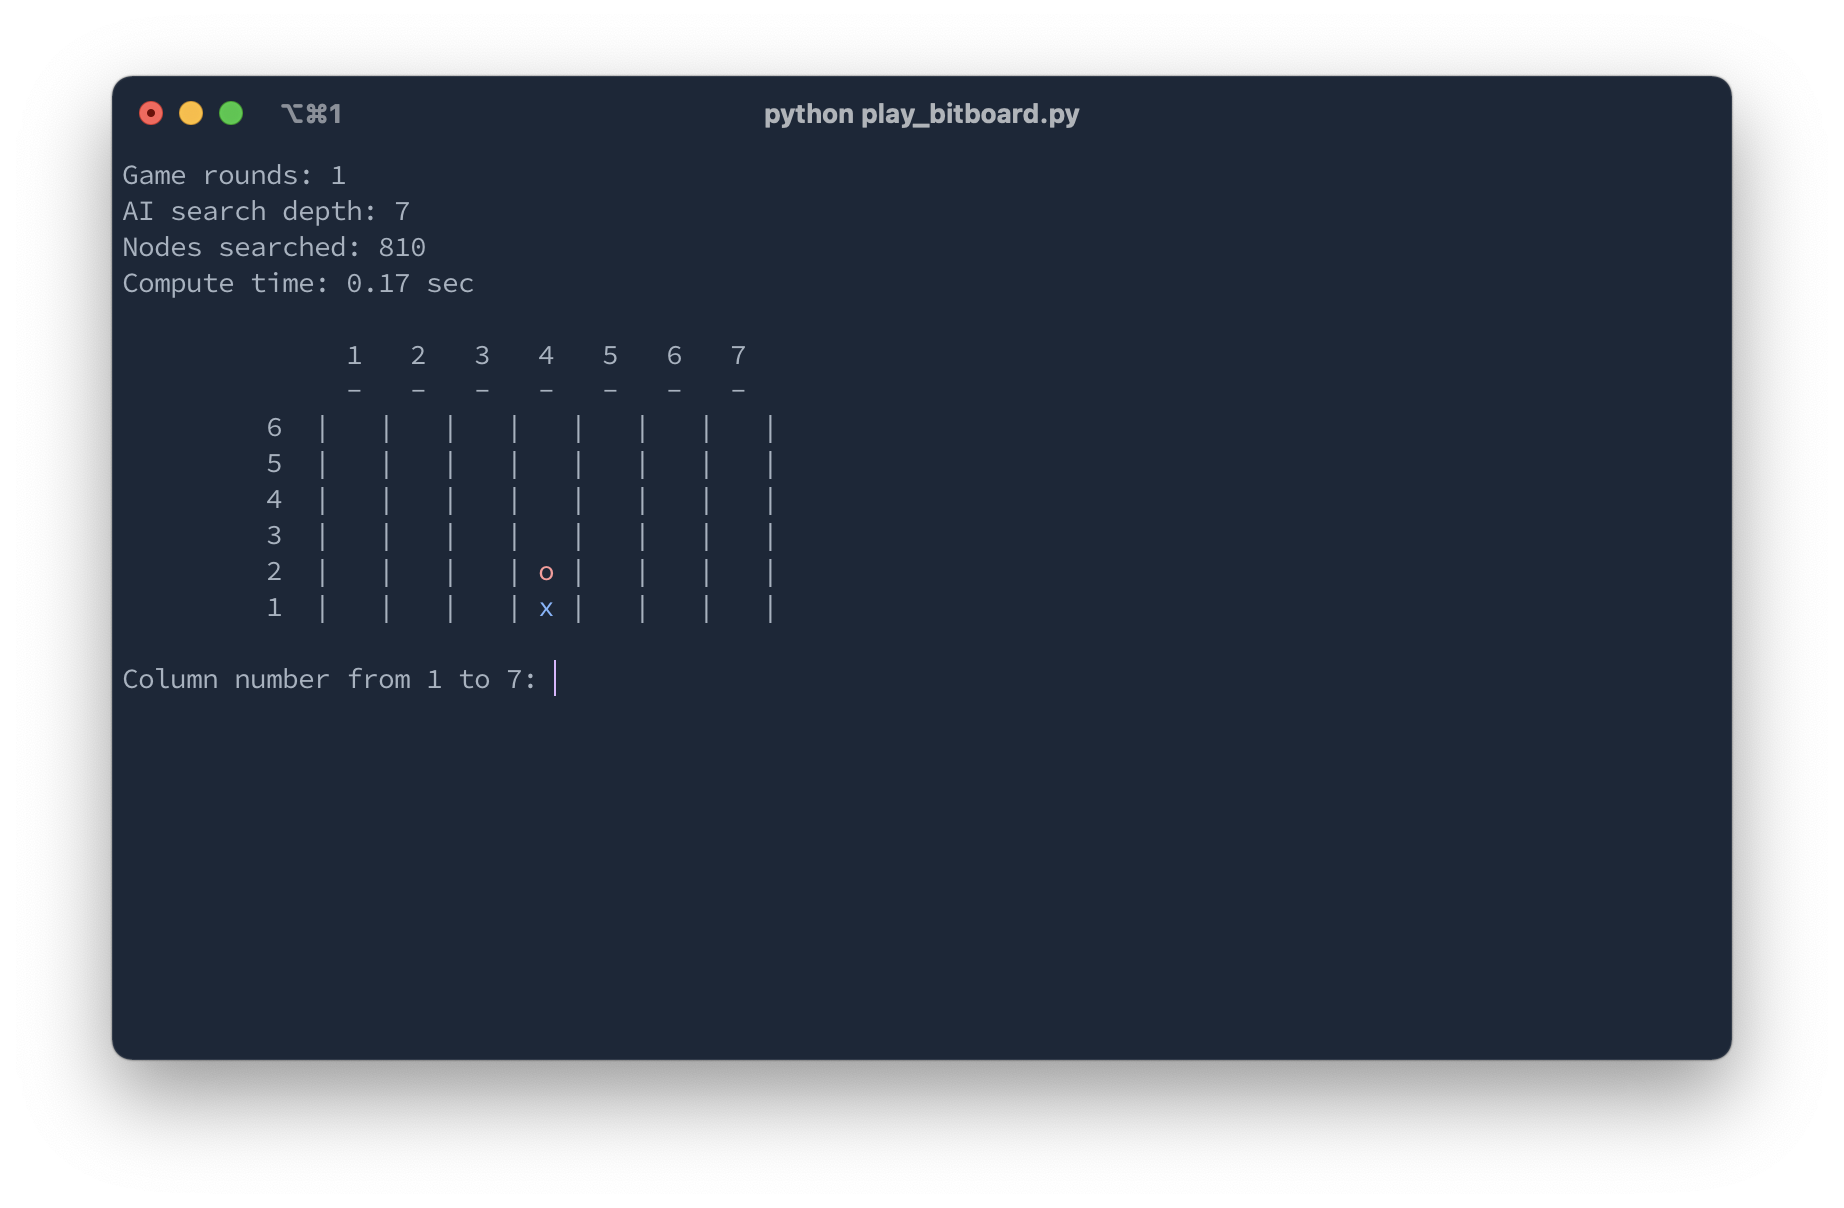 ⌥⌘1 python play_bitboard.py
Game rounds: 1
AI search depth: 7
Nodes searched: 810
Compute time: 0.17 sec
1 2 3 4 5 6 7
– – – – – – –
6 | | | | | | | |
5 | | | | | | | |
4 | | | | | | | |
3 | | | | | | | |
2 | | | | o | | | |
1 | | | | x | | | |
Column number from 1 to 7: